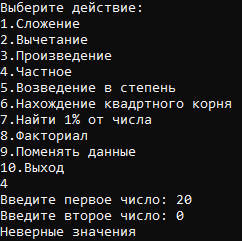 Выберите действие:
1.Сложение
2.Вычетание
3.Произведение
4.Частное
5.Возведение в степень
6.Нахождение квадртного корня
7.Найти 1% от числа
8.Факториал
9.Поменять данные
10.Выход
4
Введите первое число: 20
Введите второе число: 0
Неверные значения